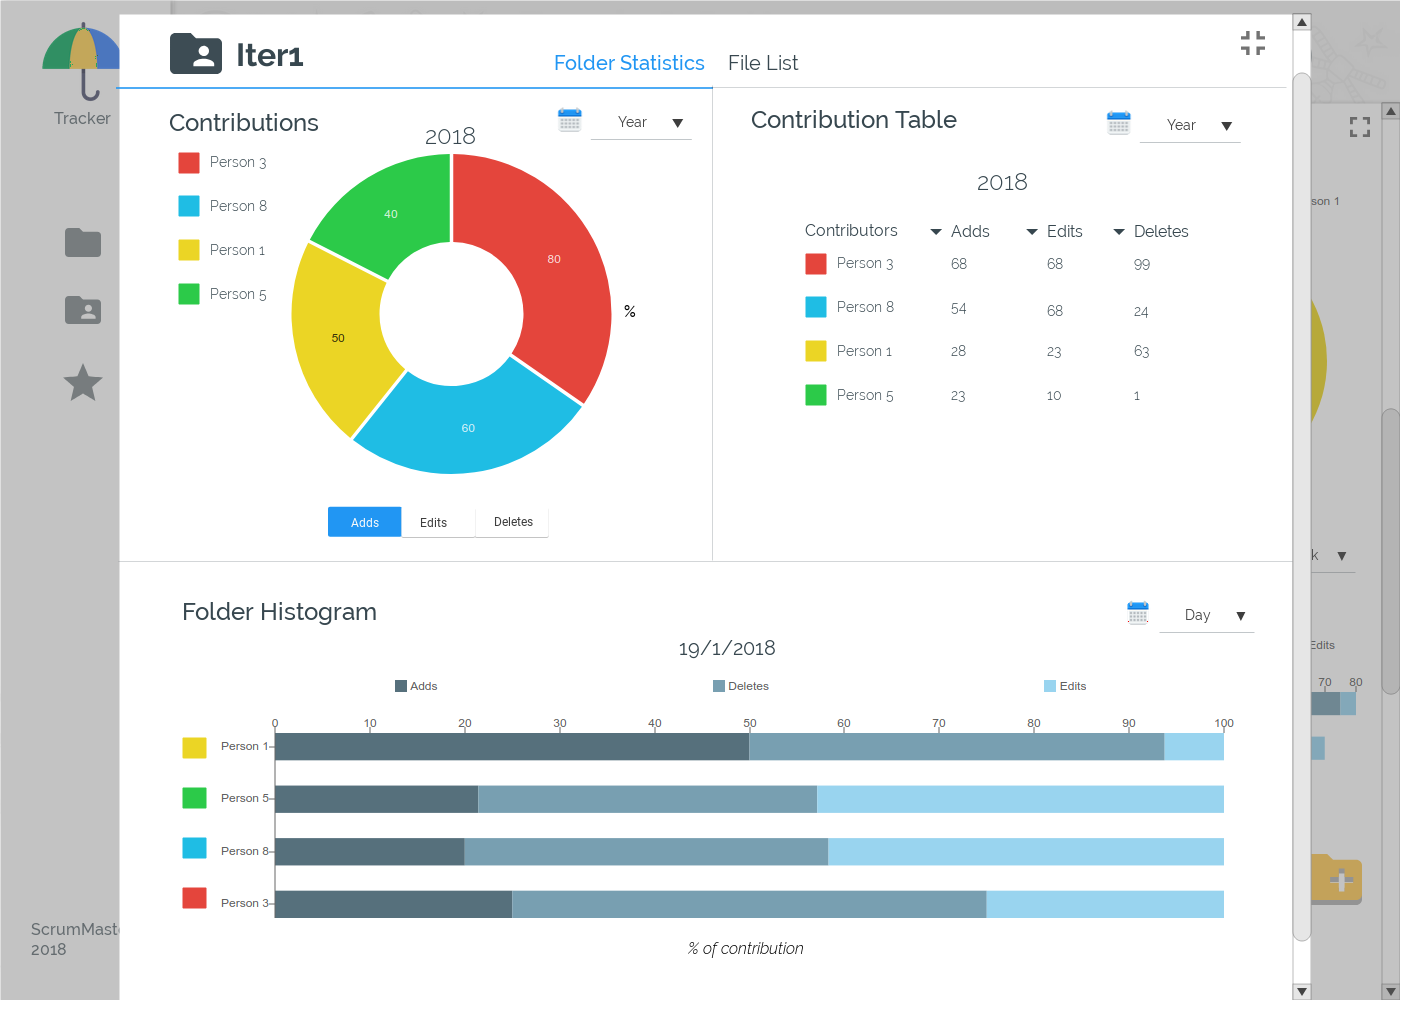 Iter1
Folder Statistics
File List
Tracker
ScrumMaste
2018
Contributions
2018
Year
Person 3
Person 8
Person 1
Person 5
40
80
50
60
%
Adds
Edits
Deletes
Contribution Table
Year
2018
Contributors Adds Edits Deletes
Person 3 68 68 99
Person 8 54 68 24
Person 1 28 23 63
Person 5 23 10 1
Folder Histogram
Day
19/1/2018
Adds Deletes Edits
0 10 20 30 40 50 60 70 80 90 100
Person 1
Person 5
Person 8
Person 3
% of contribution
son 1
k
Edits
70 80